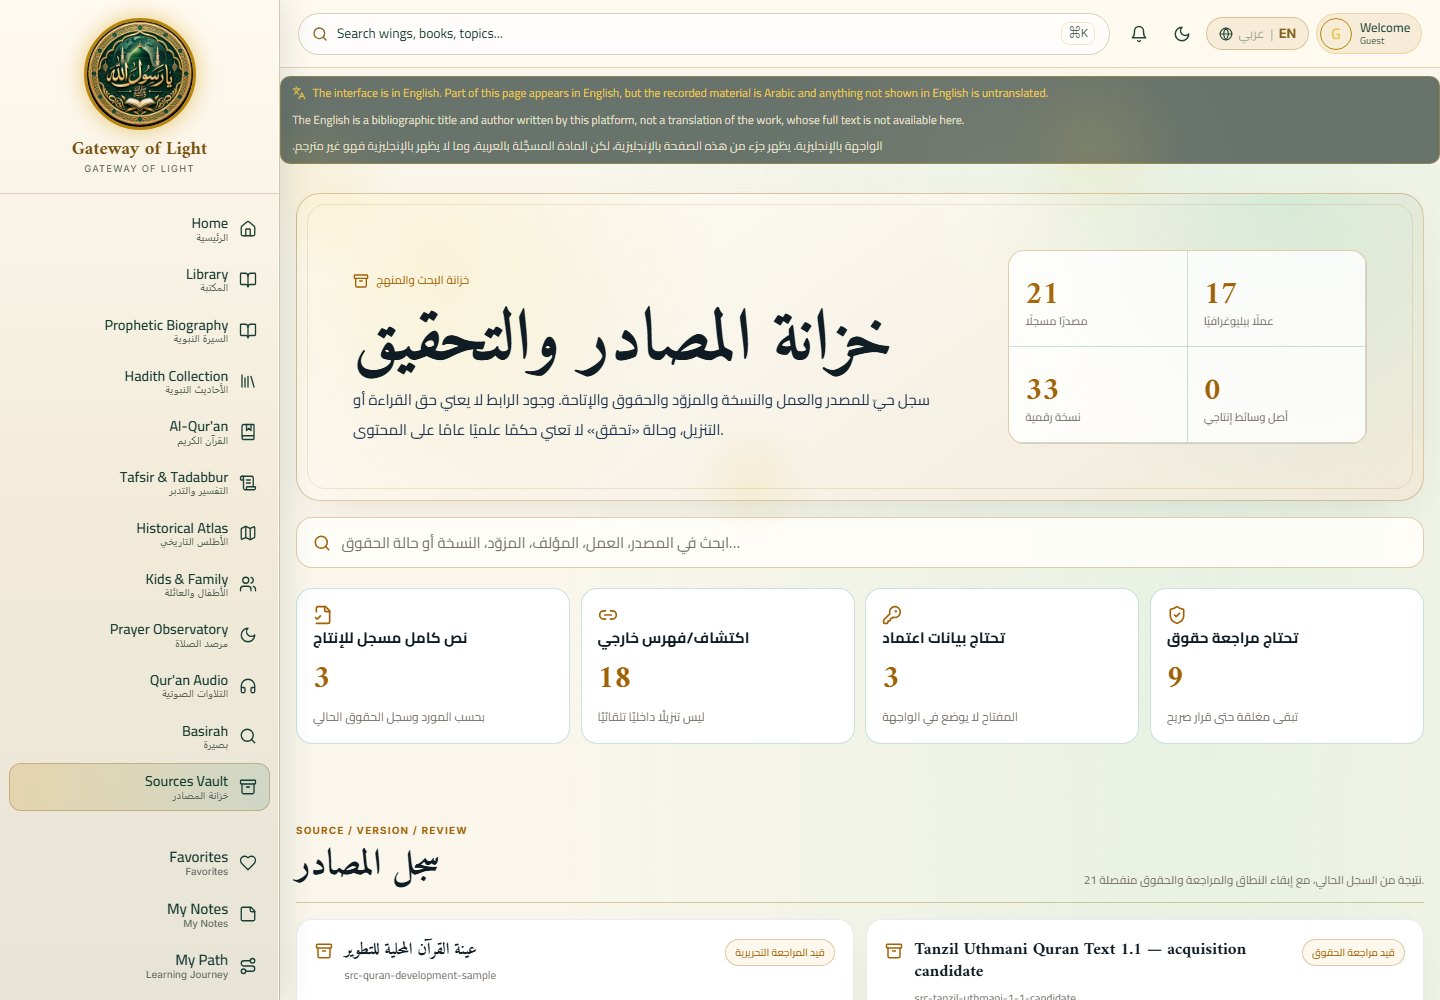 يا رسول الله
Gateway of Light
GATEWAY OF LIGHT
Home
الرئيسية
Library
المكتبة
Prophetic Biography
السيرة النبوية
Hadith Collection
الأحاديث النبوية
Al-Qur'an
القرآن الكريم
Tafsir & Tadabbur
التفسير والتدبر
Historical Atlas
الأطلس التاريخي
Kids & Family
الأطفال والعائلة
Prayer Observatory
مرصد الصلاة
Qur'an Audio
التلاوات الصوتية
Basirah
بصيرة
Sources Vault
خزانة المصادر
Favorites
Favorites
My Notes
My Notes
My Path
Learning Journey
Search wings, books, topics...
⌘K
عربي | EN
G
Welcome
Guest
The interface is in English. Part of this page appears in English, but the recorded material is Arabic and anything not shown in English is untranslated.
The English is a bibliographic title and author written by this platform, not a translation of the work, whose full text is not available here.
الواجهة بالإنجليزية. يظهر جزء من هذه الصفحة بالإنجليزية، لكن المادة المسجَّلة بالعربية، وما لا يظهر بالإنجليزية فهو غير مترجم.
خزانة البحث والمنهج
خزانة المصادر والتحقيق
سجل حيّ للمصدر والعمل والنسخة والمزوّد والحقوق والإتاحة. وجود الرابط لا يعني حق القراءة أو
التنزيل، وحالة «تحقق» لا تعني حكمًا علميًا عامًا على المحتوى.
21
مصدرًا مسجلًا
17
عملًا ببليوغرافيًا
33
نسخة رقمية
0
أصل وسائط إنتاجي
ابحث في المصدر، العمل، المؤلف، المزوّد، النسخة أو حالة الحقوق...
نص كامل مسجل للإنتاج
3
بحسب المورد وسجل الحقوق الحالي
اكتشاف/فهرس خارجي
18
ليس تنزيلًا داخليًا تلقائيًا
تحتاج بيانات اعتماد
3
المفتاح لا يوضع في الواجهة
تحتاج مراجعة حقوق
9
تبقى مغلقة حتى قرار صريح
SOURCE / VERSION / REVIEW
سجل المصادر
21 نتيجة من السجل الحالي، مع إبقاء النطاق والمراجعة والحقوق منفصلة.
عينة القرآن المحلية للتطوير
قيد المراجعة التحريرية
src-quran-development-sample
Tanzil Uthmani Quran Text 1.1 — acquisition
candidate
قيد مراجعة الحقوق
src-tanzil-uthmani-1-1-candidate